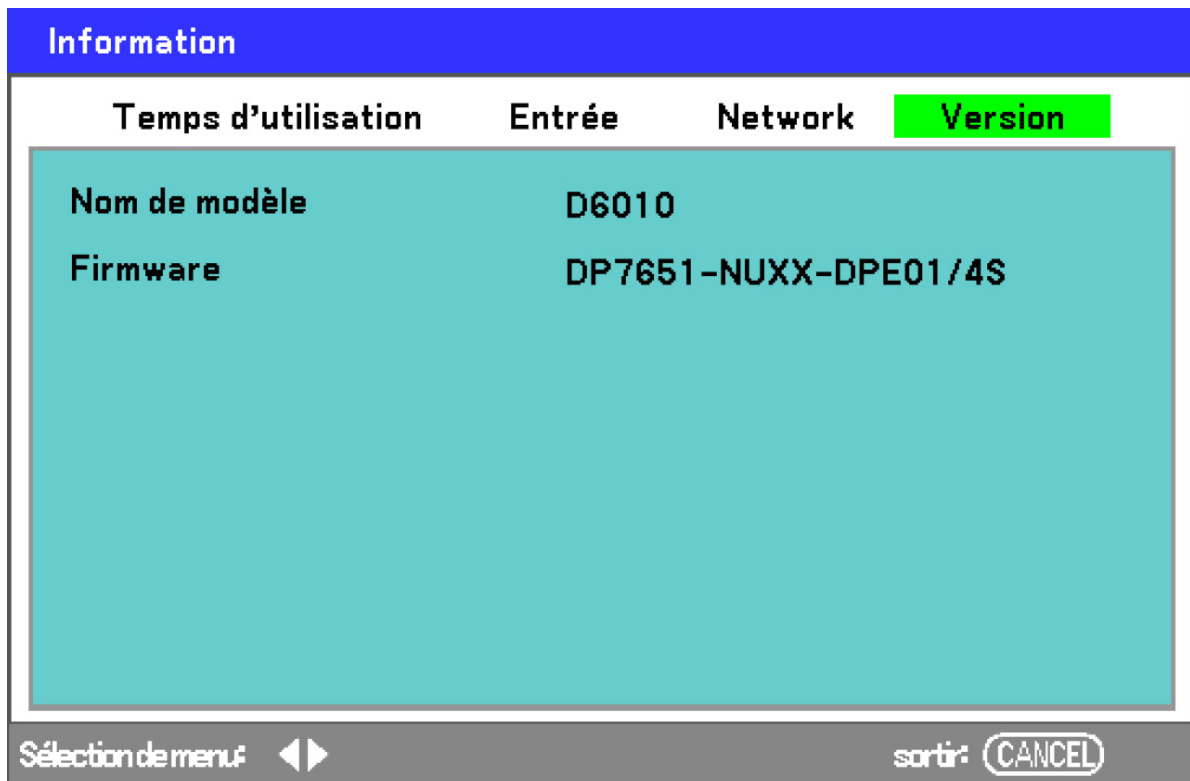 Information
Temps d'utilisation Entrée Network Version
Nom de modèle D6010
Firmware DP7651-NUXX-DPE01/4S
Sélection de menu: sortir: CANCEL